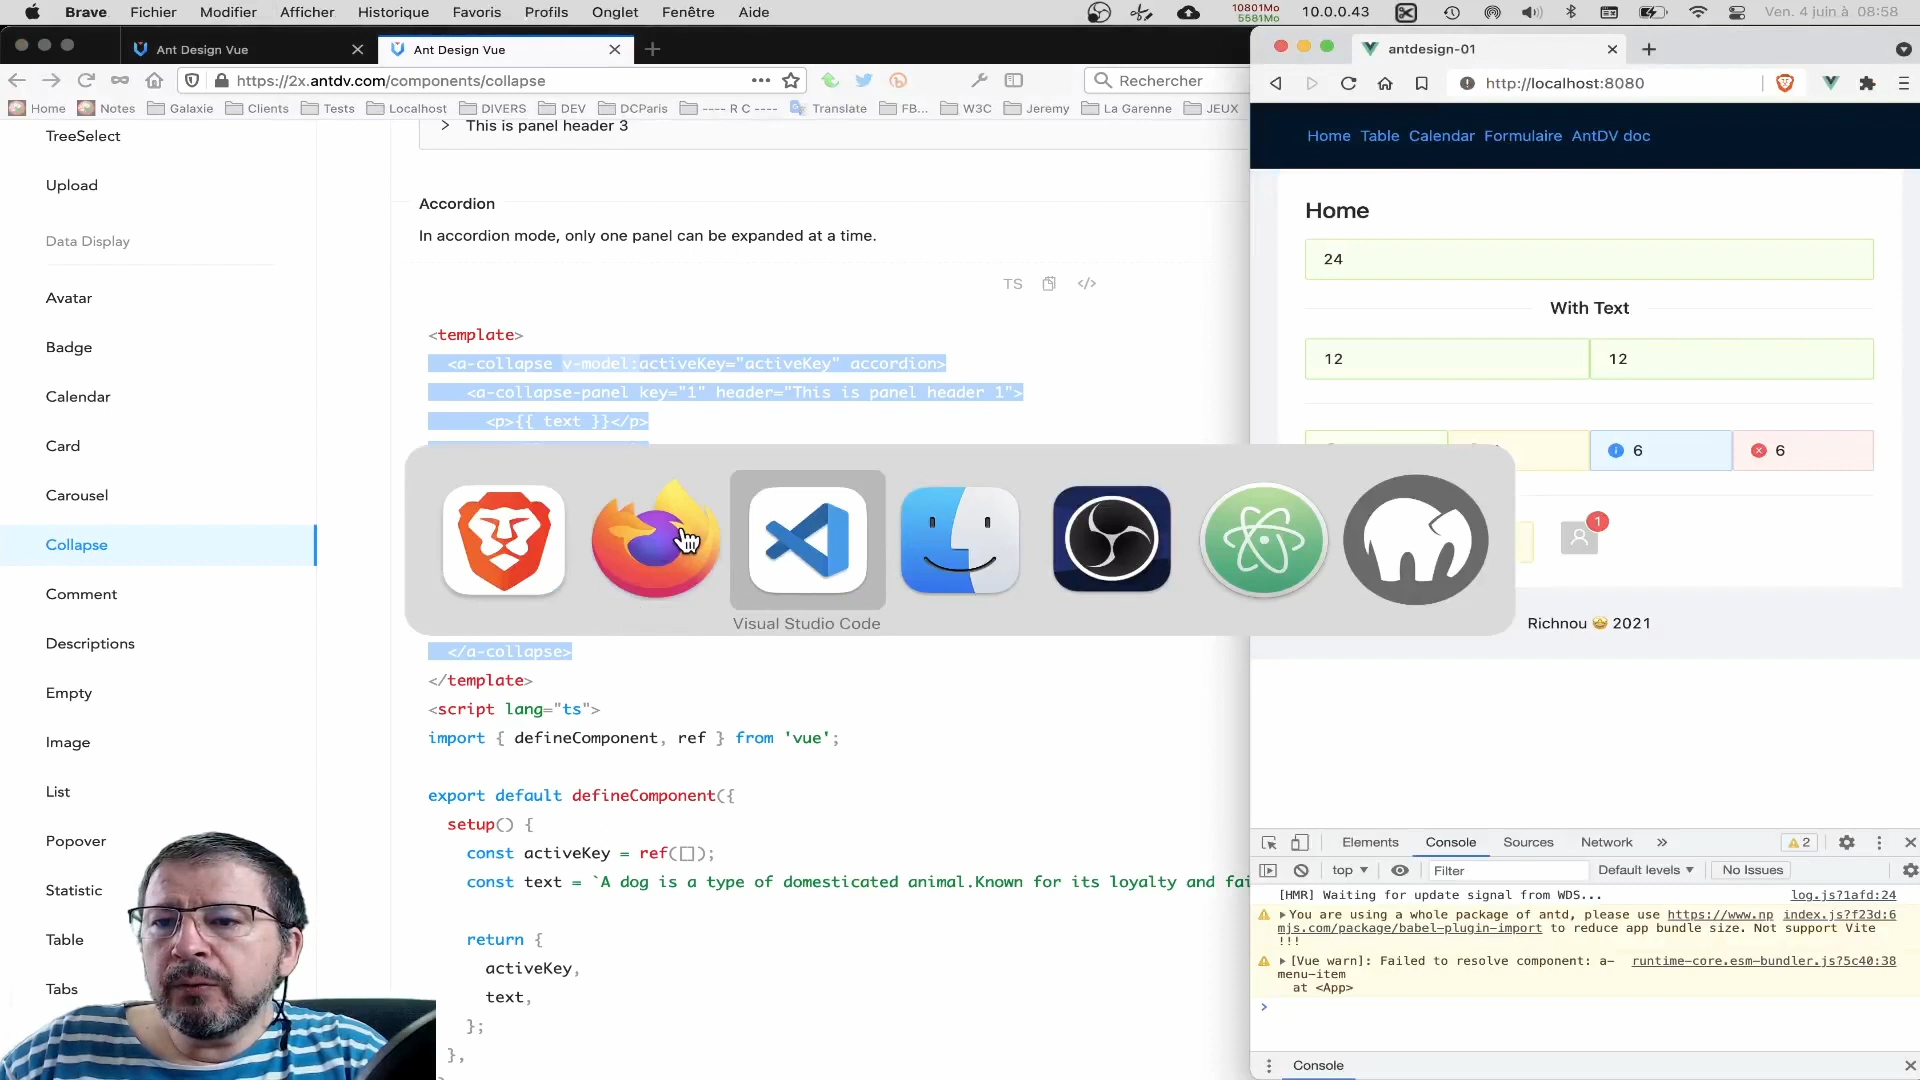 Brave Fichier Modifier Afficher Historique Favoris Profils Onglet Fenêtre Aide
10801Mo
5581Mo
10.0.0.43
Ven. 4 juin à 08:58
Ant Design Vue
Ant Design Vue
https://2x.antdv.com/components/collapse
Rechercher
Home Notes Galaxie Clients Tests Localhost DIVERS DEV DCParis ---- R C ---- Translate FB... W3C Jeremy La Garenne JEUX
TreeSelect
Upload
Data Display
Avatar
Badge
Calendar
Card
Carousel
Collapse
Comment
Descriptions
Empty
Image
List
Popover
Statistic
Table
Tabs
This is panel header 3
Accordion
In accordion mode, only one panel can be expanded at a time.
TS
<template>
<a-collapse v-model:activeKey="activeKey" accordion>
<a-collapse-panel key="1" header="This is panel header 1">
<p>{{ text }}</p>
Visual Studio Code
</a-collapse>
</template>
<script lang="ts">
import { defineComponent, ref } from 'vue';
export default defineComponent({
setup() {
const activeKey = ref([]);
const text = `A dog is a type of domesticated animal.Known for its loyalty and fai
return {
activeKey,
text,
};
},
antdesign-01
http://localhost:8080
Home Table Calendar Formulaire AntDV doc
Home
24
With Text
12
12
6
6
1
Richnou 🤩 2021
Elements Console Sources Network
2
top
Filter
Default levels
No Issues
[HMR] Waiting for update signal from WDS... log.js?1afd:24
You are using a whole package of antd, please use https://www.np index.js?f23d:6
mjs.com/package/babel-plugin-import to reduce app bundle size. Not support Vite
!!!
[Vue warn]: Failed to resolve component: a- runtime-core.esm-bundler.js?5c40:38
menu-item
at <App>
Console